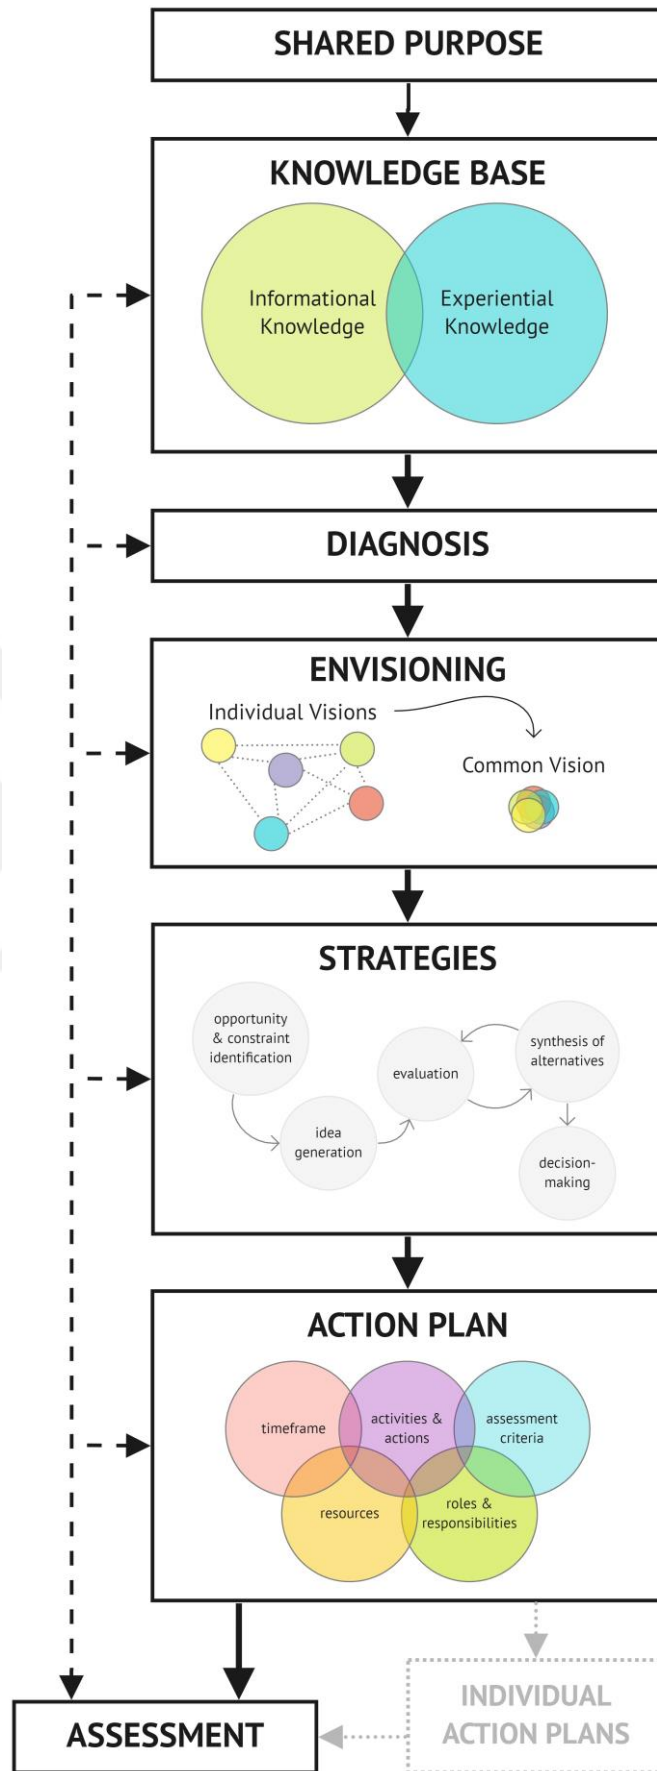 SHARED PURPOSE
KNOWLEDGE BASE
Informational
Knowledge
Experiential
Knowledge
DIAGNOSIS
ENVISIONING
Individual Visions
Common Vision
STRATEGIES
opportunity
& constraint
identification
idea
generation
evaluation
synthesis of
alternatives
decision-
making
ACTION PLAN
timeframe
activities &
actions
assessment
criteria
resources
roles &
responsibilities
INDIVIDUAL
ACTION PLANS
ASSESSMENT